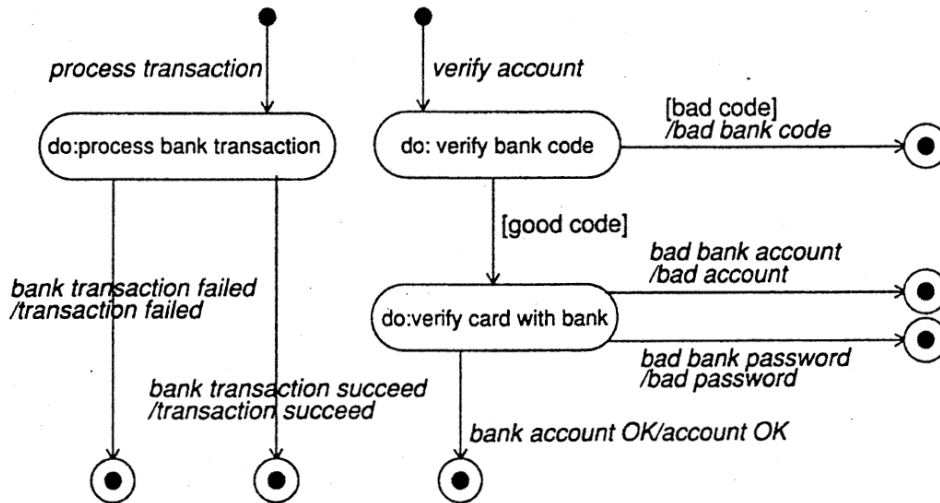 process transaction
verify account
[bad code]
/bad bank code
do:process bank transaction
do: verify bank code
[good code]
bad bank account
/bad account
bank transaction failed
/transaction failed
do:verify card with bank
bad bank password
/bad password
bank transaction succeed
/transaction succeed
bank account OK/account OK